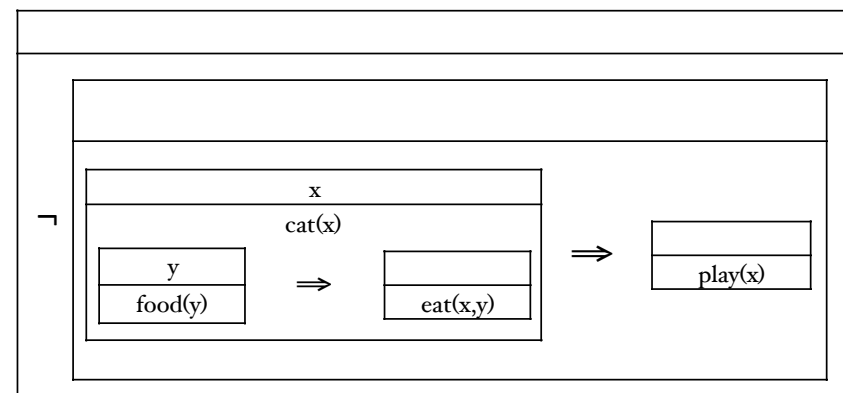 x
cat(x)
¬
⇒
y
⇒
play(x)
food(y)
eat(x,y)